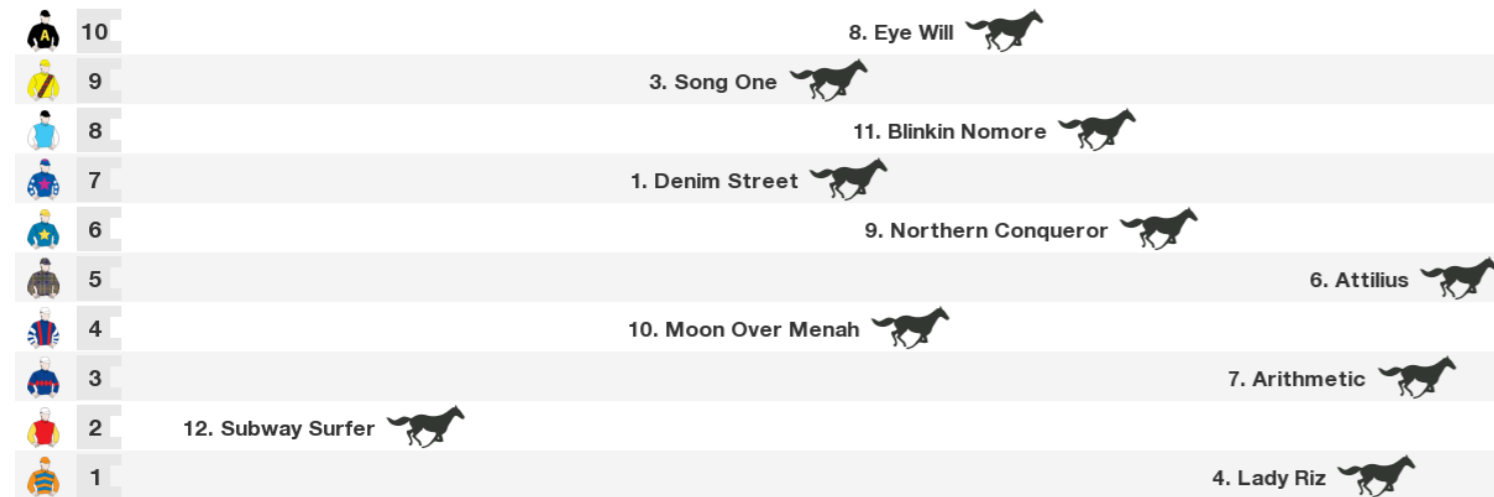 10 8. Eye Will
9 3. Song One
8 11. Blinkin Nomore
7 1. Denim Street
6 9. Northern Conqueror
5 6. Attilius
4 10. Moon Over Menah
3 7. Arithmetic
2 12. Subway Surfer
1 4. Lady Riz